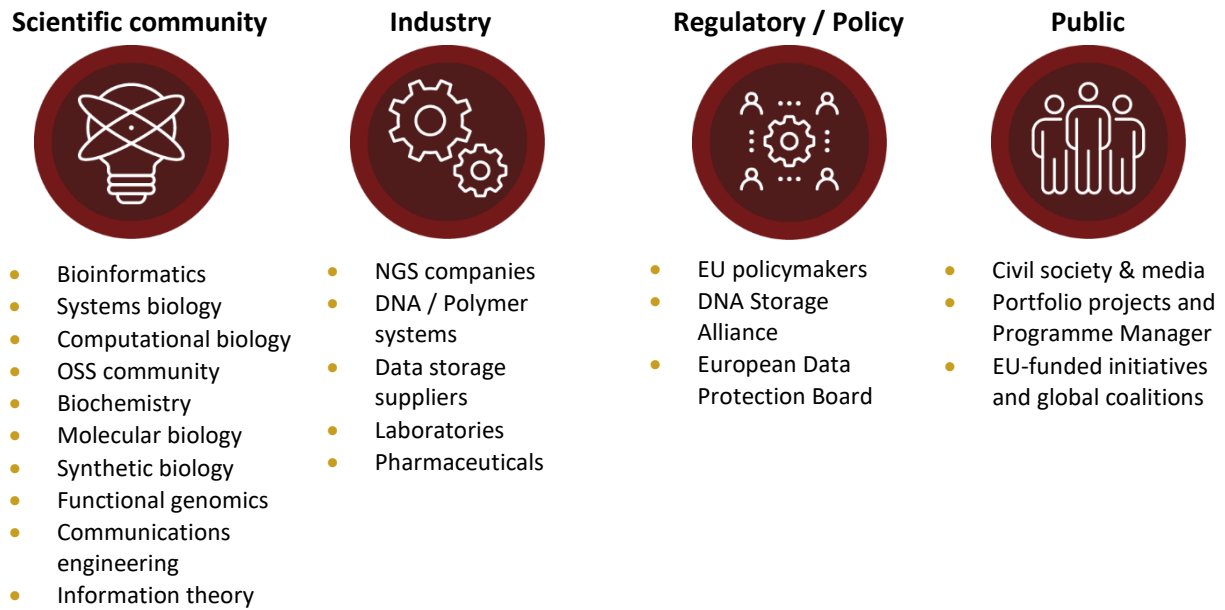 Scientific community
• Bioinformatics
• Systems biology
• Computational biology
• OSS community
• Biochemistry
• Molecular biology
• Synthetic biology
• Functional genomics
• Communications
engineering
• Information theory
Industry
• NGS companies
• DNA / Polymer
systems
• Data storage
suppliers
• Laboratories
• Pharmaceuticals
Regulatory / Policy
• EU policymakers
• DNA Storage
Alliance
• European Data
Protection Board
Public
• Civil society & media
• Portfolio projects and
Programme Manager
• EU-funded initiatives
and global coalitions